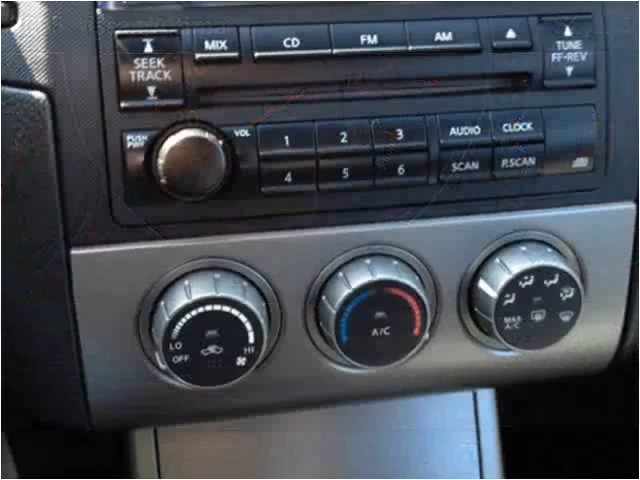 MIX CD FM AM
SEEK
TRACK
TUNE
FF-REV
PUSH
PWR
VOL
1 2 3 AUDIO CLOCK
4 5 6 SCAN P.SCAN
LO
OFF
HI
A/C
MAX
A/C